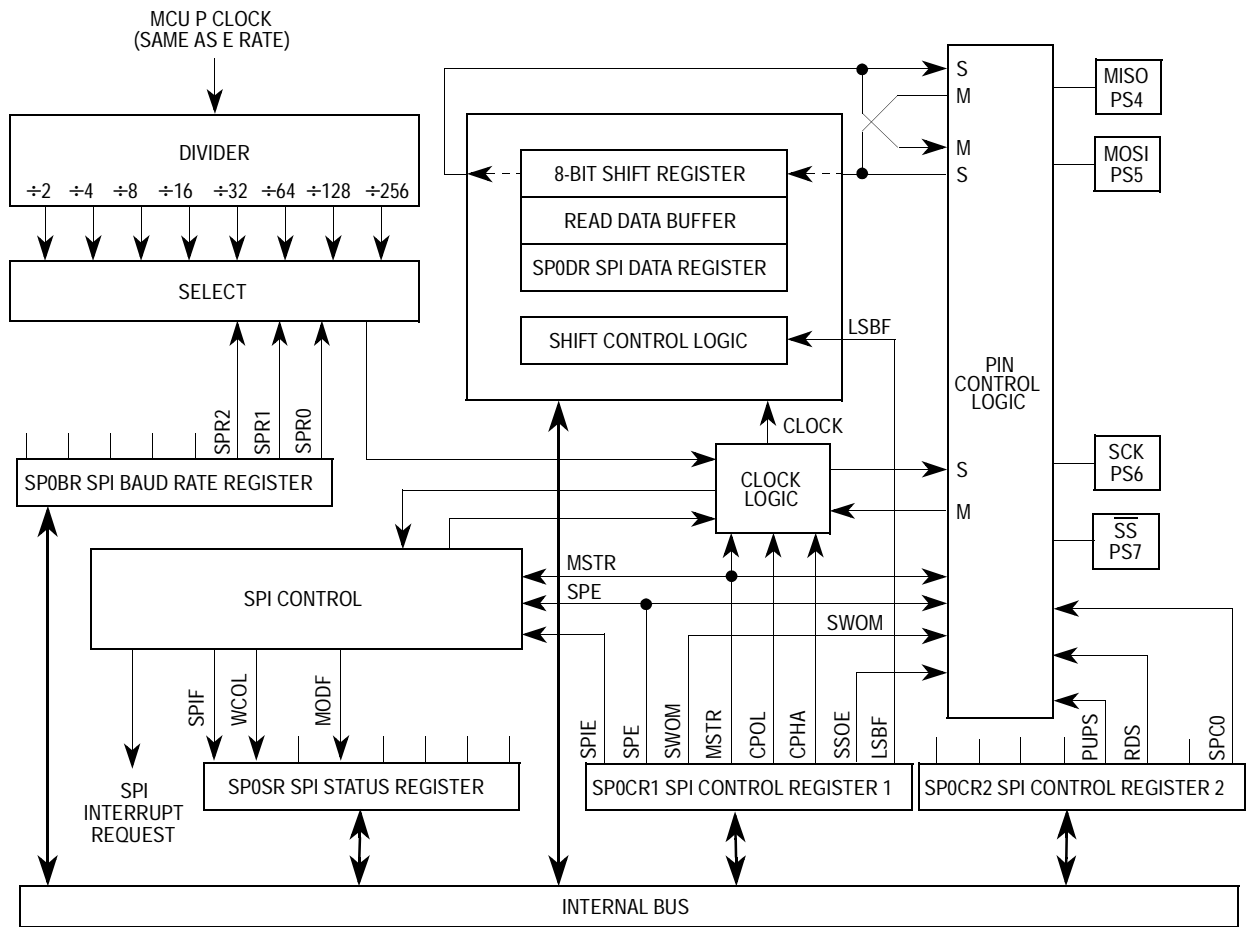 MCU P CLOCK
(SAME AS E RATE)
DIVIDER
÷2 ÷4 ÷8 ÷16 ÷32 ÷64 ÷128 ÷256
SELECT
SPR2
SPR1
SPR0
SP0BR SPI BAUD RATE REGISTER
8-BIT SHIFT REGISTER
READ DATA BUFFER
SP0DR SPI DATA REGISTER
SHIFT CONTROL LOGIC
LSBF
CLOCK
CLOCK
LOGIC
S
M
M
S
PIN
CONTROL
LOGIC
S
M
MISO
PS4
MOSI
PS5
SCK
PS6
SS
PS7
SPI CONTROL
MSTR
SPE
SWOM
SPIF
WCOL
MODF
SPI
INTERRUPT
REQUEST
SP0SR SPI STATUS REGISTER
SPIE
SPE
SWOM
MSTR
CPOL
CPHA
SSOE
LSBF
SP0CR1 SPI CONTROL REGISTER 1
PUPS
RDS
SPC0
SP0CR2 SPI CONTROL REGISTER 2
INTERNAL BUS